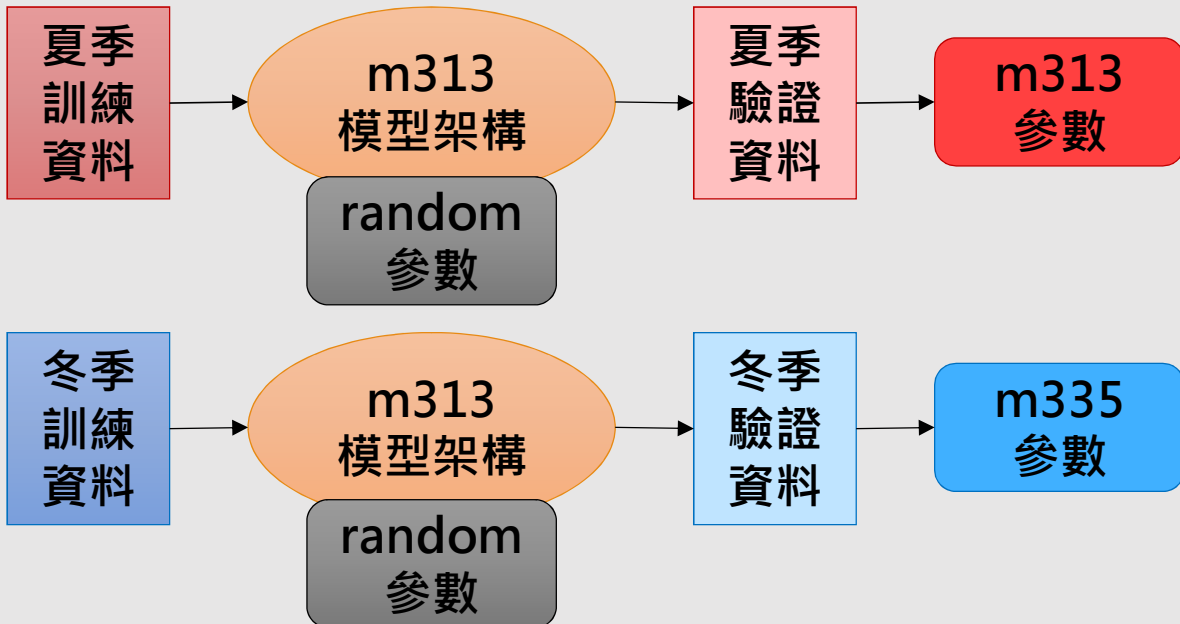 夏季
訓練
資料
m313
模型架構
random
參數
夏季
驗證
資料
m313
參數
冬季
訓練
資料
m313
模型架構
random
參數
冬季
驗證
資料
m335
參數